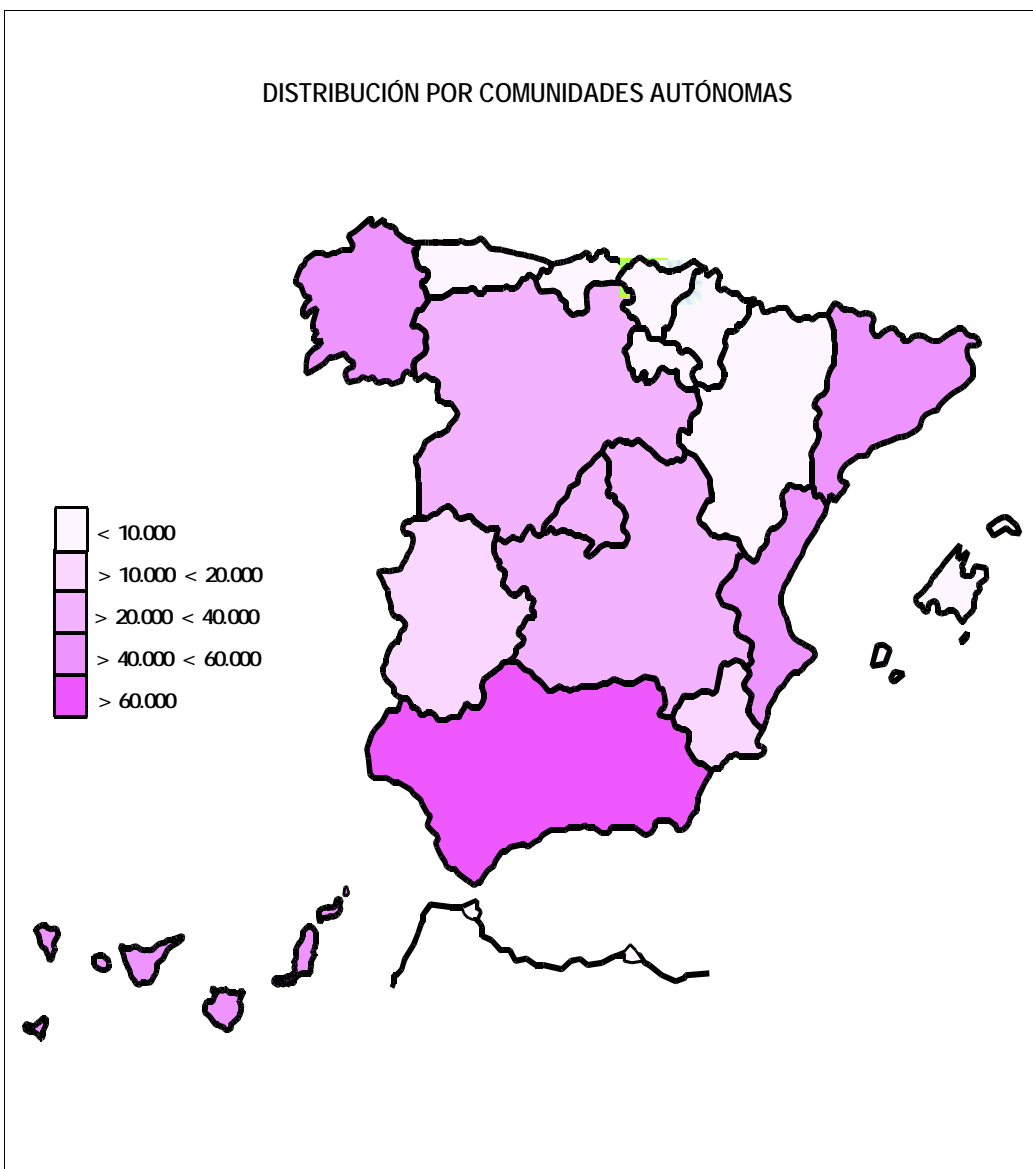 DISTRIBUCIÓN POR COMUNIDADES AUTÓNOMAS
< 10.000
> 10.000 < 20.000
> 20.000 < 40.000
> 40.000 < 60.000
> 60.000